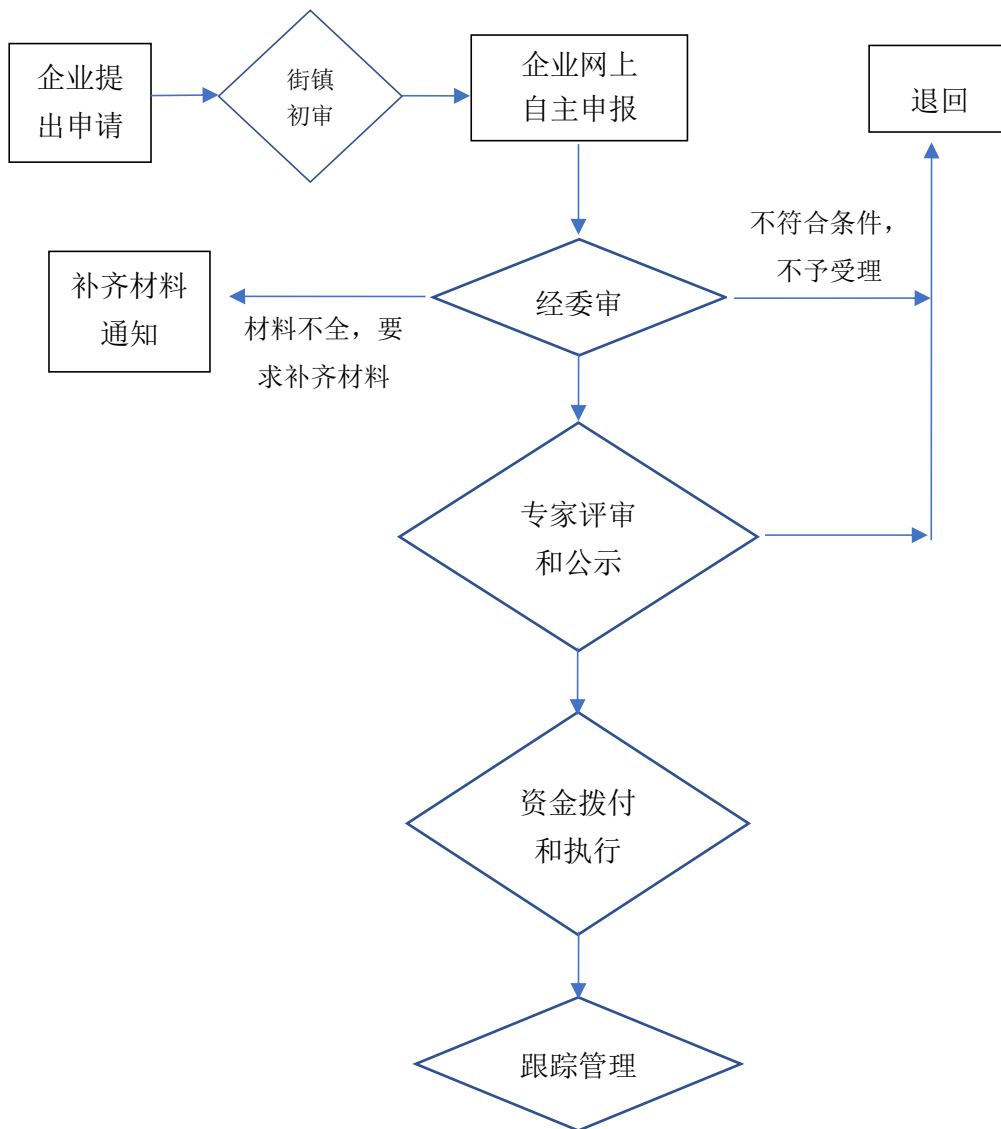 企业提
出申请
街镇
初审
企业网上
自主申报
退回
不符合条件，
不予受理
补齐材料
通知
材料不全，要
求补齐材料
经委审
专家评审
和公示
资金拨付
和执行
跟踪管理